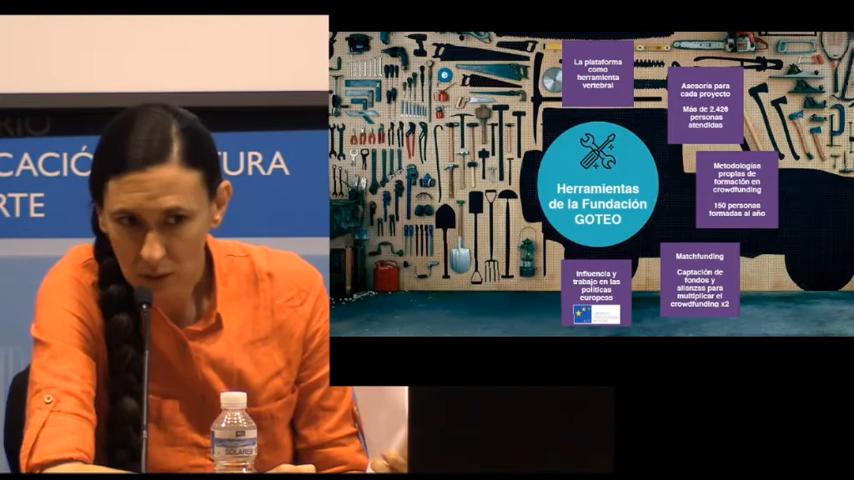 ERIO
CACIÓ
TURA
RTE
SOLARES
La plataforma
como
herramienta
vertebral
Asesoría para
cada proyecto
Más de 2.426
personas
atendidas
Metodologías
propias de
formación en
crowdfunding
150 personas
formadas al año
Herramientas
de la Fundación
GOTEO
Matchfunding
Captación de
fondos y
alianzas para
multiplicar el
crowdfunding x2
Influencia y
trabajo en las
políticas
europeas